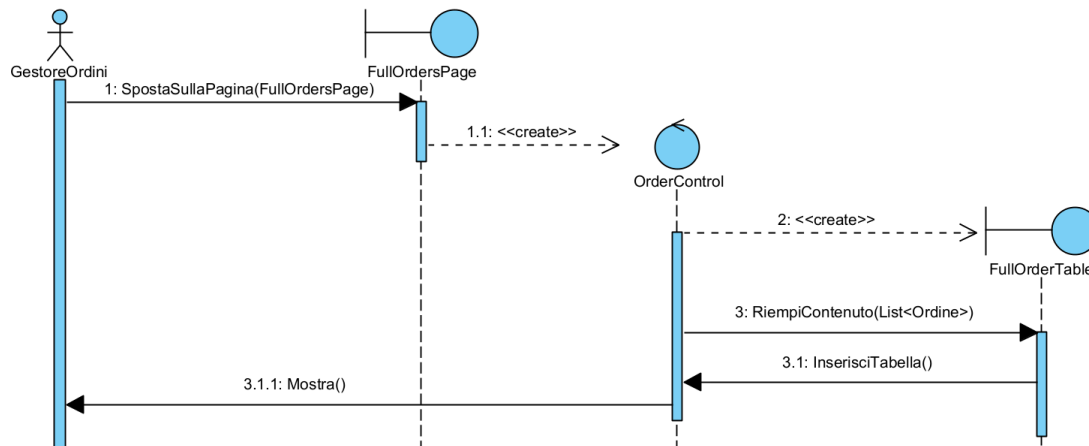 GestoreOrdini
FullOrdersPage
1: SpostaSullaPagina(FullOrdersPage)
1.1: <<create>>
OrderControl
2: <<create>>
FullOrderTable
3: RiempiContenuto(List<Ordine>)
3.1: InserisciTabella()
3.1.1: Mostra()